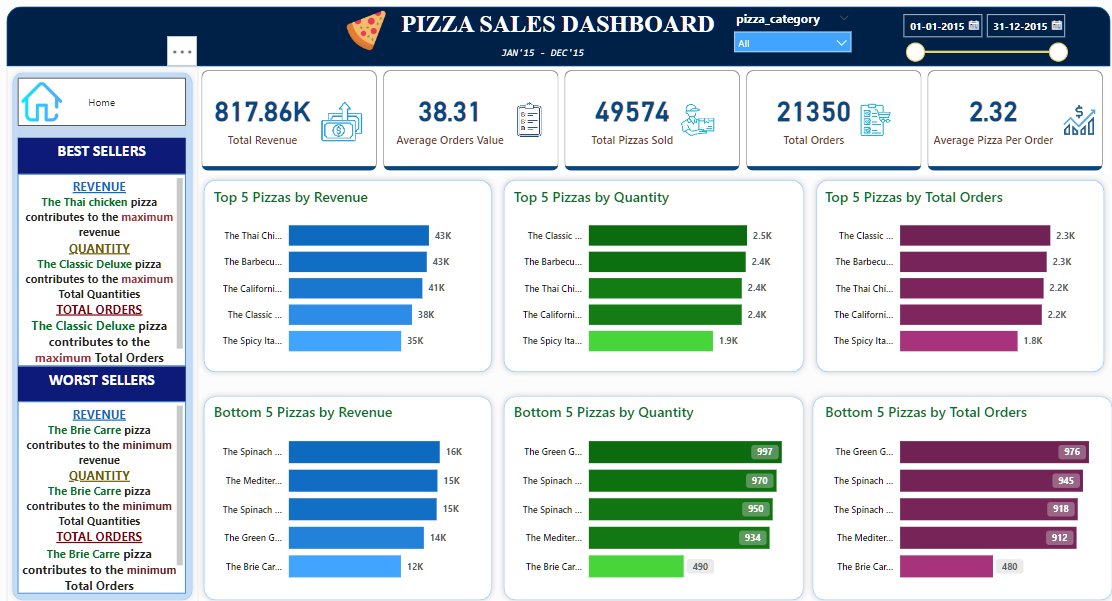 PIZZA SALES DASHBOARD
JAN'15 - DEC'15
pizza_category
All
01-01-2015
31-12-2015
...
Home
BEST SELLERS
REVENUE
The Thai chicken pizza
contributes to the maximum
revenue
QUANTITY
The Classic Deluxe pizza
contributes to the maximum
Total Quantities
TOTAL ORDERS
The Classic Deluxe pizza
contributes to the
maximum Total Orders
WORST SELLERS
REVENUE
The Brie Carre pizza
contributes to the minimum
revenue
QUANTITY
The Brie Carre pizza
contributes to the minimum
Total Quantities
TOTAL ORDERS
The Brie Carre pizza
contributes to the minimum
Total Orders
817.86K
Total Revenue
38.31
Average Orders Value
49574
Total Pizzas Sold
21350
Total Orders
2.32
Average Pizza Per Order
Top 5 Pizzas by Revenue
The Thai Chi... 43K
The Barbecu... 43K
The Californi... 41K
The Classic ... 38K
The Spicy Ita... 35K
Top 5 Pizzas by Quantity
The Classic ... 2.5K
The Barbecu... 2.4K
The Thai Chi... 2.4K
The Californi... 2.4K
The Spicy Ita... 1.9K
Top 5 Pizzas by Total Orders
The Classic ... 2.3K
The Barbecu... 2.3K
The Thai Chi... 2.2K
The Californi... 2.2K
The Spicy Ita... 1.8K
Bottom 5 Pizzas by Revenue
The Spinach ... 16K
The Mediter... 15K
The Spinach ... 15K
The Green G... 14K
The Brie Car... 12K
Bottom 5 Pizzas by Quantity
The Green G... 997
The Spinach ... 970
The Spinach ... 950
The Mediter... 934
The Brie Car... 490
Bottom 5 Pizzas by Total Orders
The Green G... 976
The Spinach ... 945
The Spinach ... 918
The Mediter... 912
The Brie Car... 480